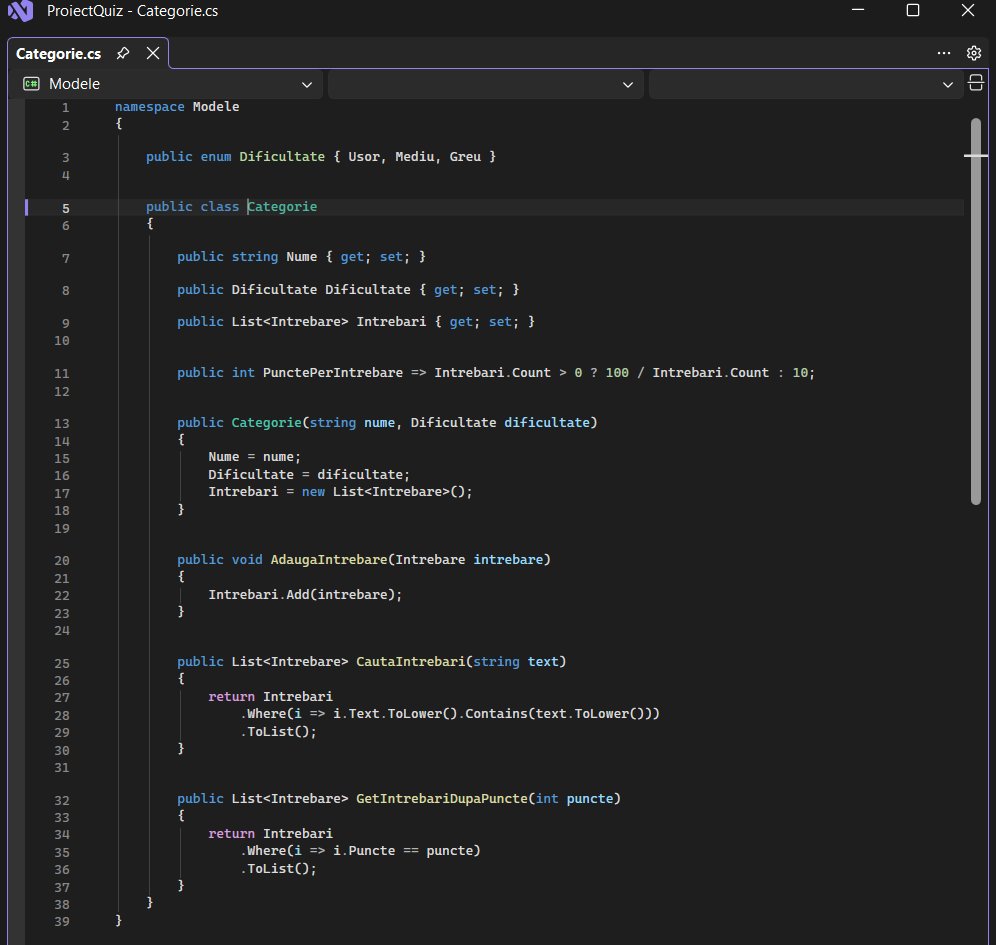 ProiectQuiz - Categorie.cs
Categorie.cs
C# Modele
1 namespace Modele
2 {
3 public enum Dificultate { Usor, Mediu, Greu }
4
5 public class Categorie
6 {
7 public string Nume { get; set; }
8 public Dificultate Dificultate { get; set; }
9 public List<Intrebare> Intrebari { get; set; }
10
11 public int PunctePerIntrebare => Intrebari.Count > 0 ? 100 / Intrebari.Count : 10;
12
13 public Categorie(string nume, Dificultate dificultate)
14 {
15 Nume = nume;
16 Dificultate = dificultate;
17 Intrebari = new List<Intrebare>();
18 }
19
20 public void AdaugaIntrebare(Intrebare intrebare)
21 {
22 Intrebari.Add(intrebare);
23 }
24
25 public List<Intrebare> CautaIntrebari(string text)
26 {
27 return Intrebari
28 .Where(i => i.Text.ToLower().Contains(text.ToLower()))
29 .ToList();
30 }
31
32 public List<Intrebare> GetIntrebariDupaPuncte(int puncte)
33 {
34 return Intrebari
35 .Where(i => i.Puncte == puncte)
36 .ToList();
37 }
38 }
39 }